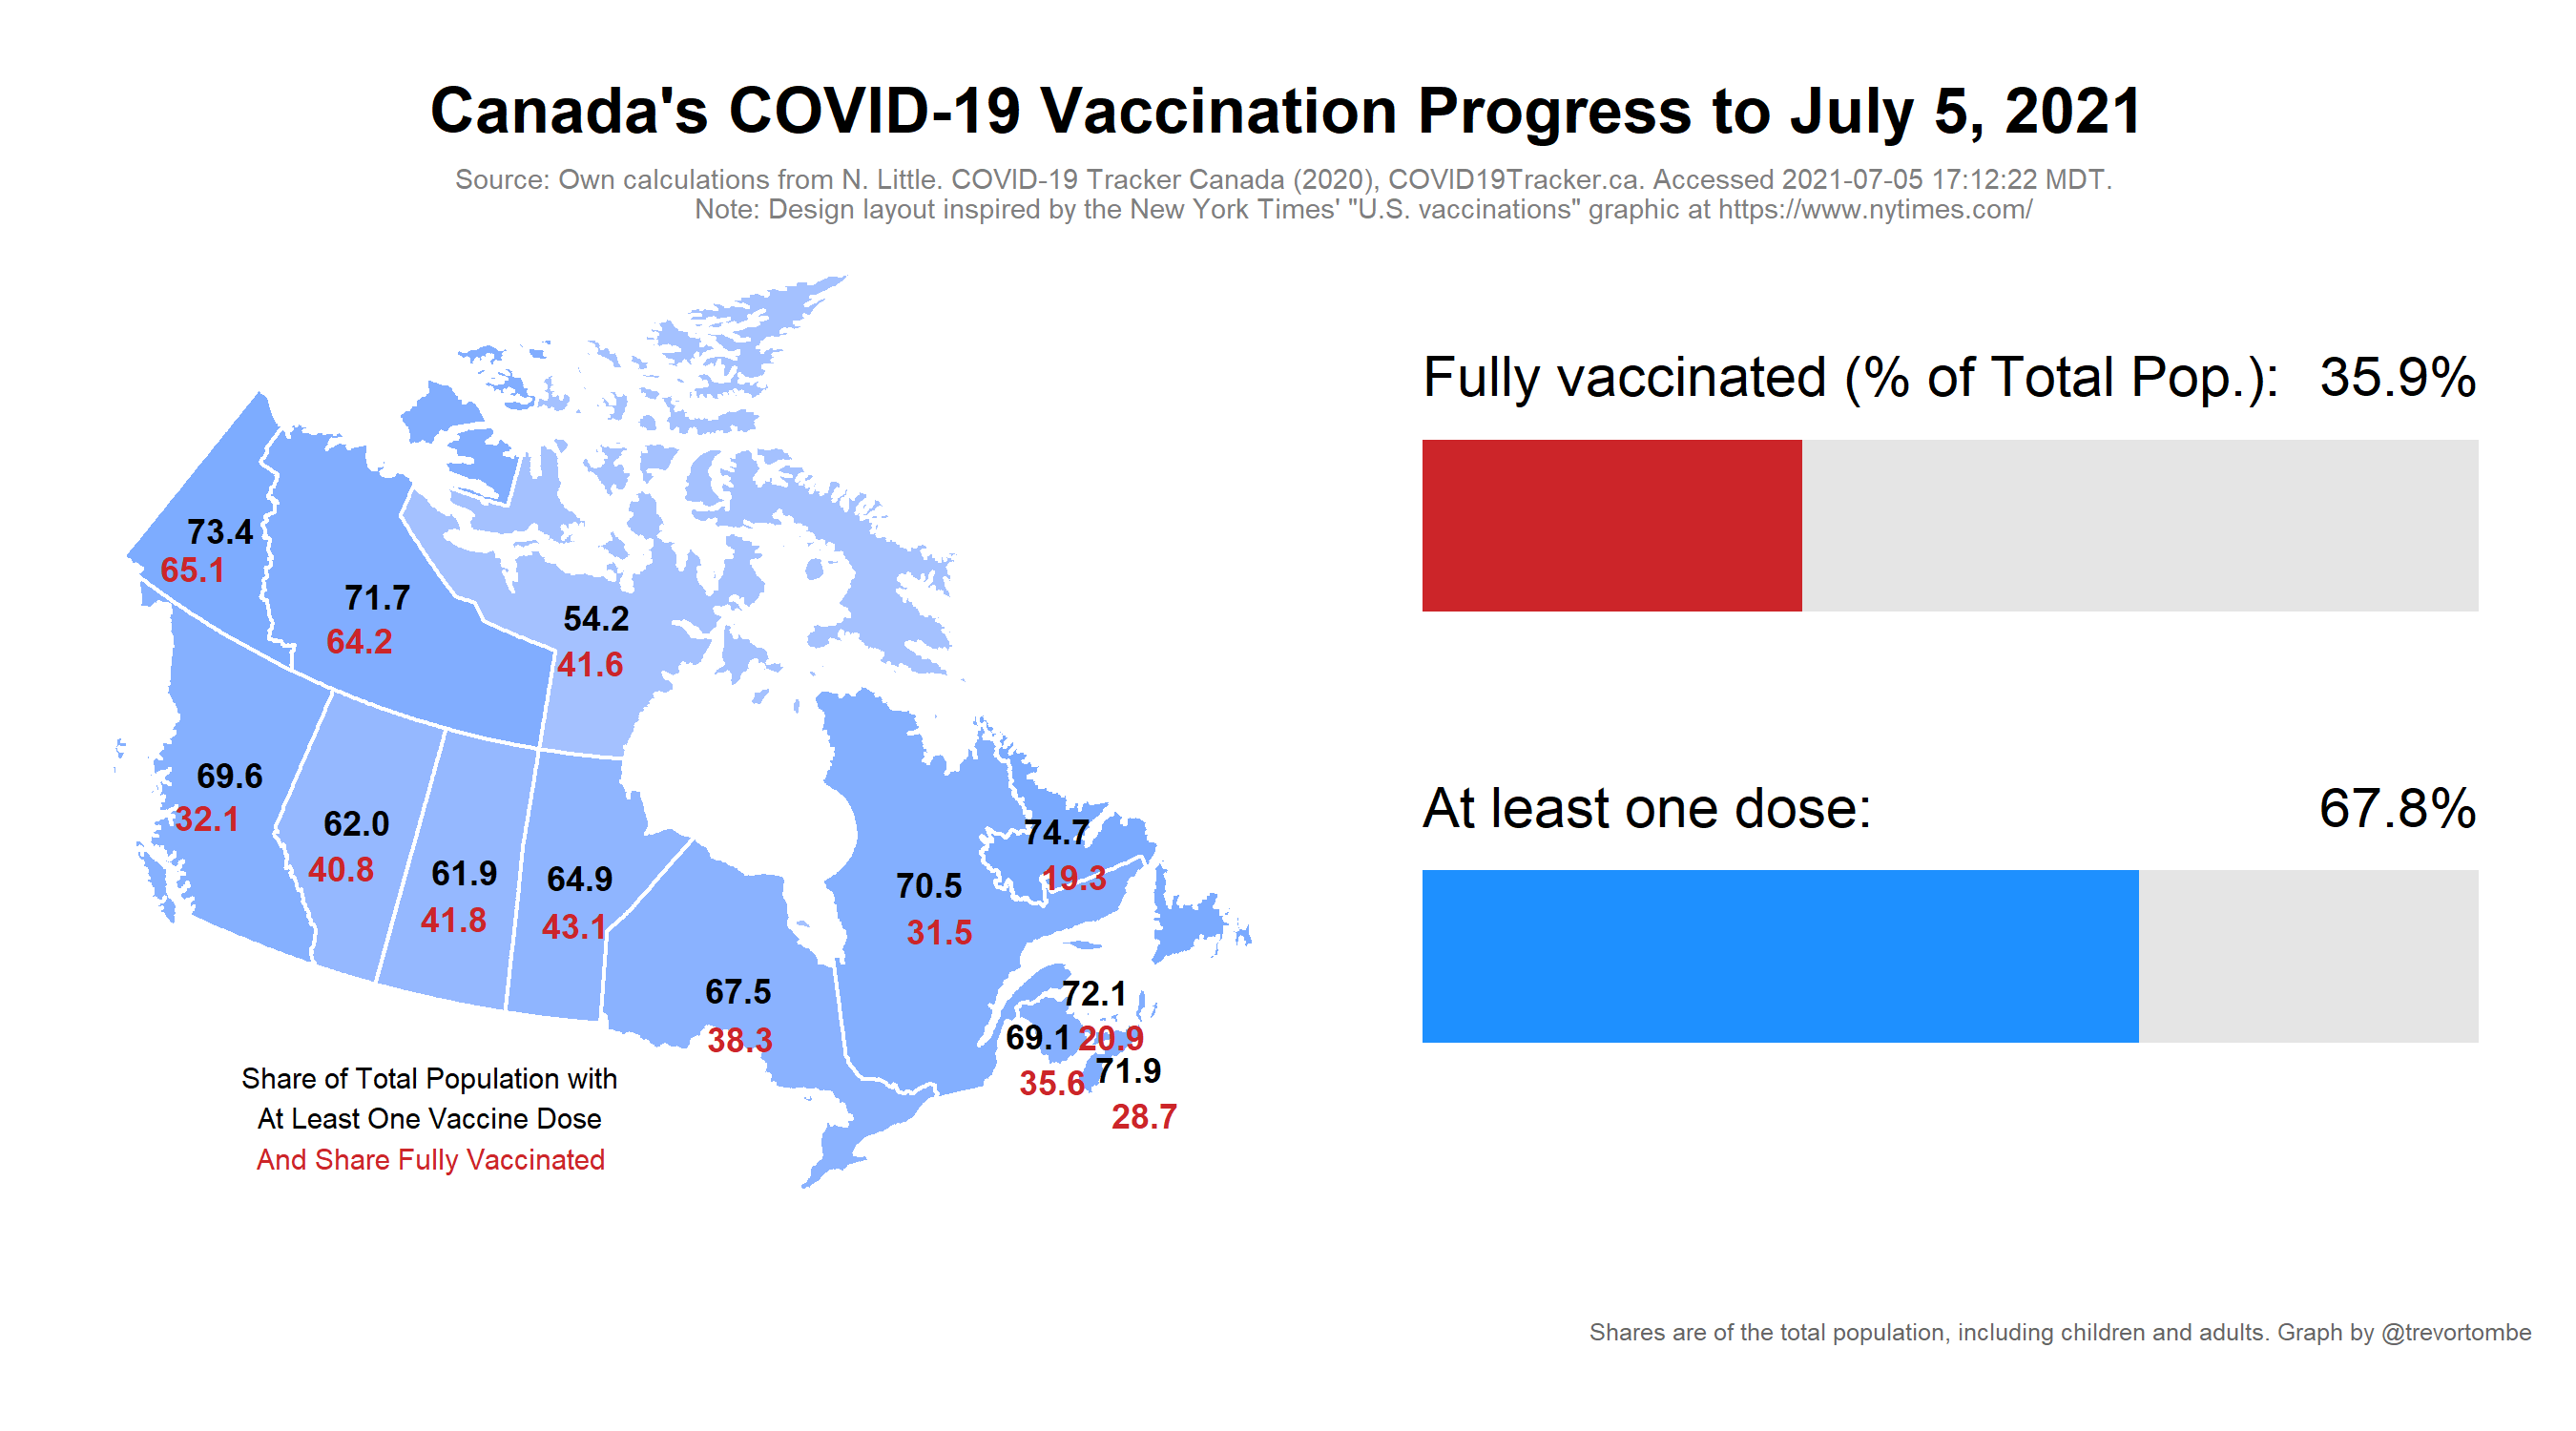 Canada's COVID-19 Vaccination Progress to July 5, 2021
Source: Own calculations from N. Little. COVID-19 Tracker Canada (2020), COVID19Tracker.ca. Accessed 2021-07-05 17:12:22 MDT.
Note: Design layout inspired by the New York Times' "U.S. vaccinations" graphic at https://www.nytimes.com/
73.4
65.1
71.7
64.2
54.2
41.6
69.6
32.1
62.0
40.8
61.9
41.8
64.9
43.1
67.5
38.3
70.5
31.5
74.7
19.3
72.1
20.9
69.1
35.6
71.9
28.7
Share of Total Population with
At Least One Vaccine Dose
And Share Fully Vaccinated
Fully vaccinated (% of Total Pop.): 35.9%
At least one dose: 67.8%
Shares are of the total population, including children and adults. Graph by @trevortombe